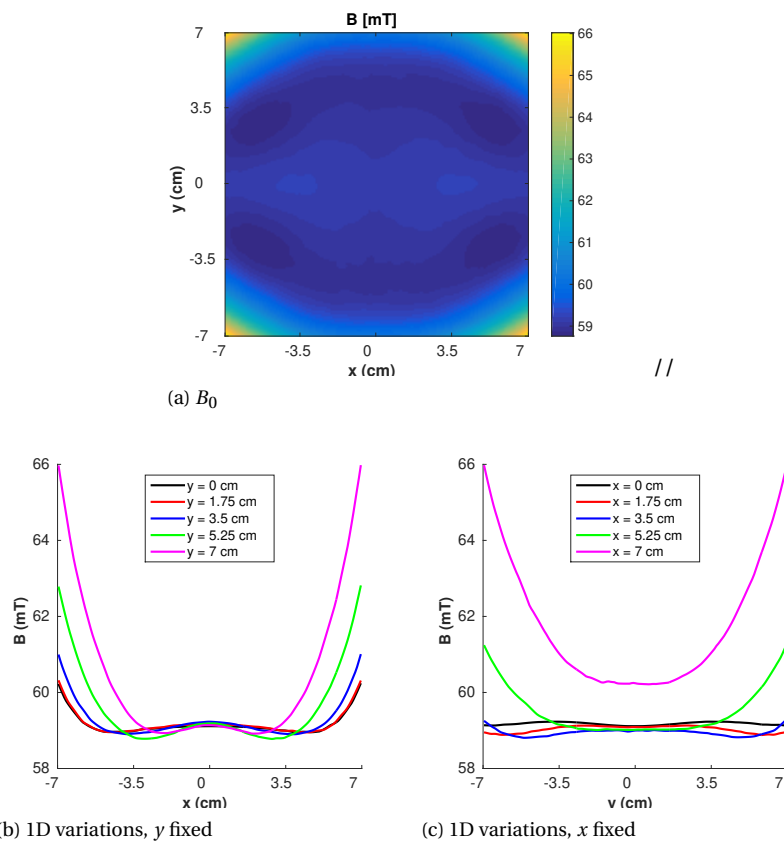 B [mT]
7
3.5
0
-3.5
-7
y (cm)
-7 -3.5 0 3.5 7
x (cm)
66
65
64
63
62
61
60
59
//
(a) B0
66
64
62
60
58
B (mT)
y = 0 cm
y = 1.75 cm
y = 3.5 cm
y = 5.25 cm
y = 7 cm
-7 -3.5 0 3.5 7
x (cm)
(b) 1D variations, y fixed
66
64
62
60
58
B (mT)
x = 0 cm
x = 1.75 cm
x = 3.5 cm
x = 5.25 cm
x = 7 cm
-7 -3.5 0 3.5 7
y (cm)
(c) 1D variations, x fixed